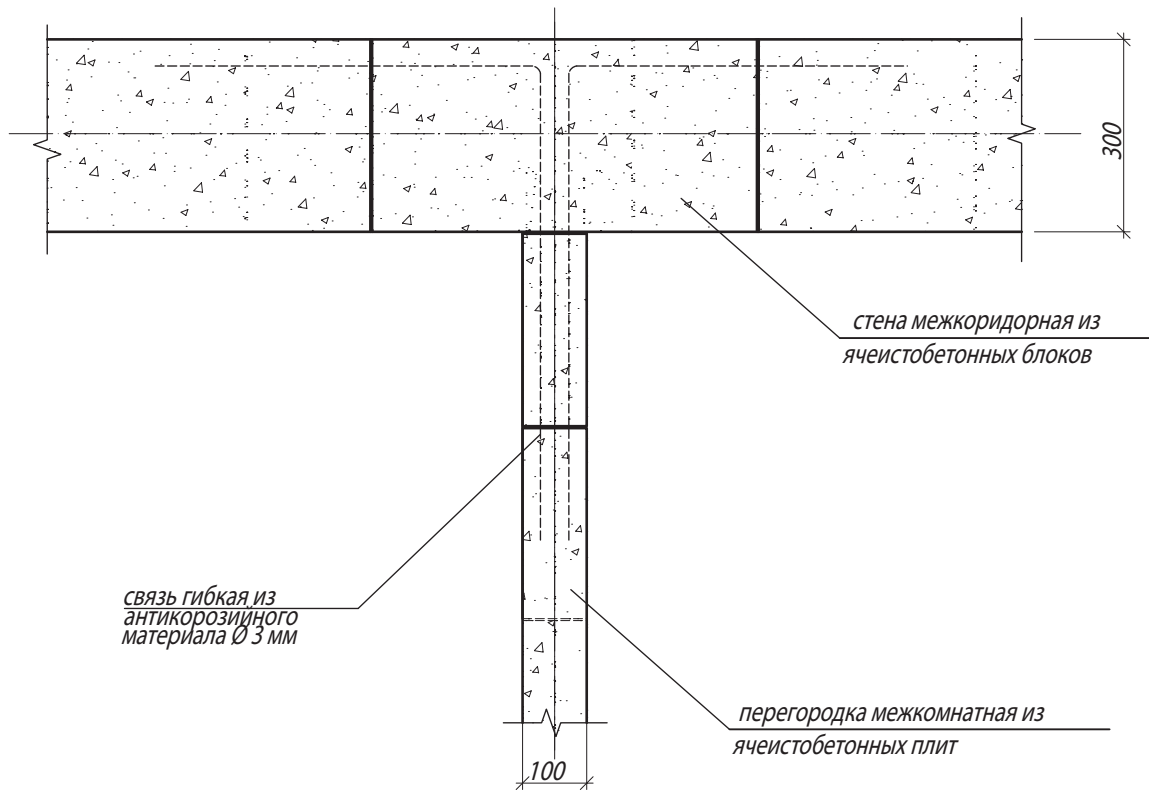 300
стена межкоридорная из
ячеистобетонных блоков
связь гибкая из
антикорозийного
материала Ø 3 мм
перегородка межкомнатная из
ячеистобетонных плит
100